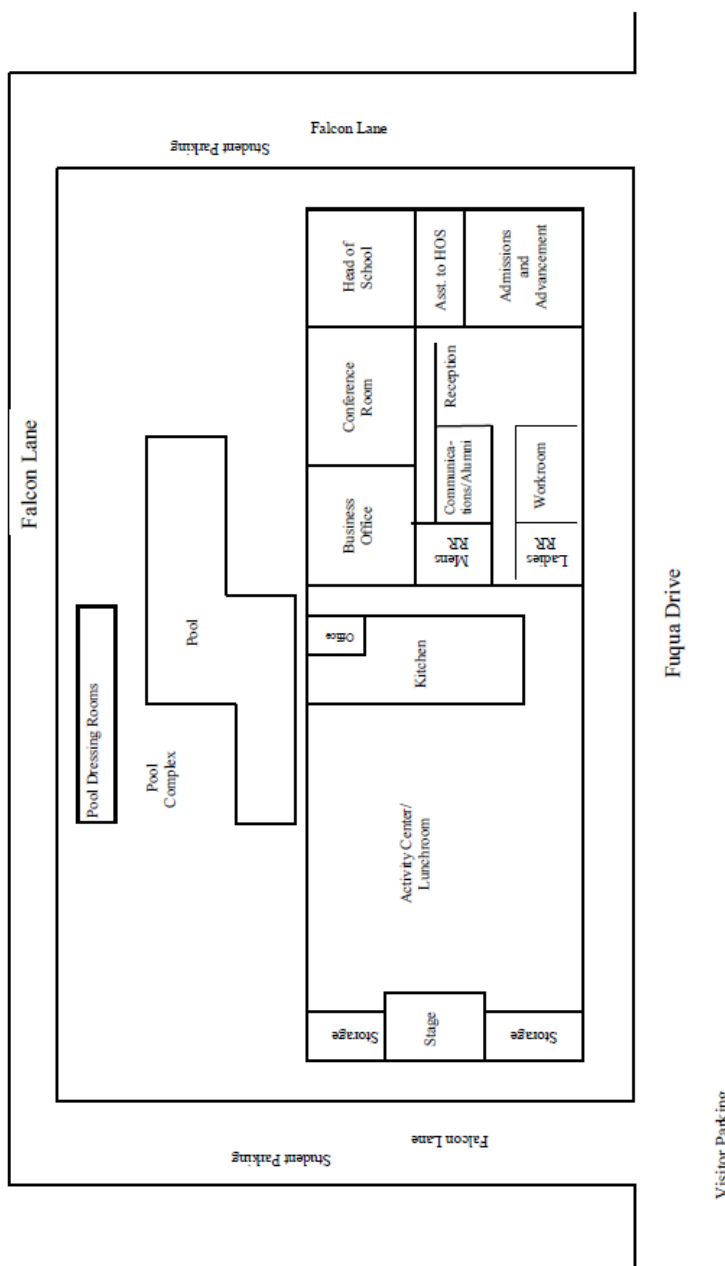 Falcon Lane
Student Parking
Falcon Lane
Head of
School
Asst. to HOS
Admissions
and
Advancement
Conference
Room
Reception
Business
Office
Communica-
tions/Alumni
Workroom
Mens
RR
Ladies
RR
Pool Dressing Rooms
Pool
Pool
Complex
Office
Kitchen
Fuqua Drive
Activity Center/
Lunchroom
Storage
Stage
Storage
Falcon Lane
Student Parking
Visitor Parking